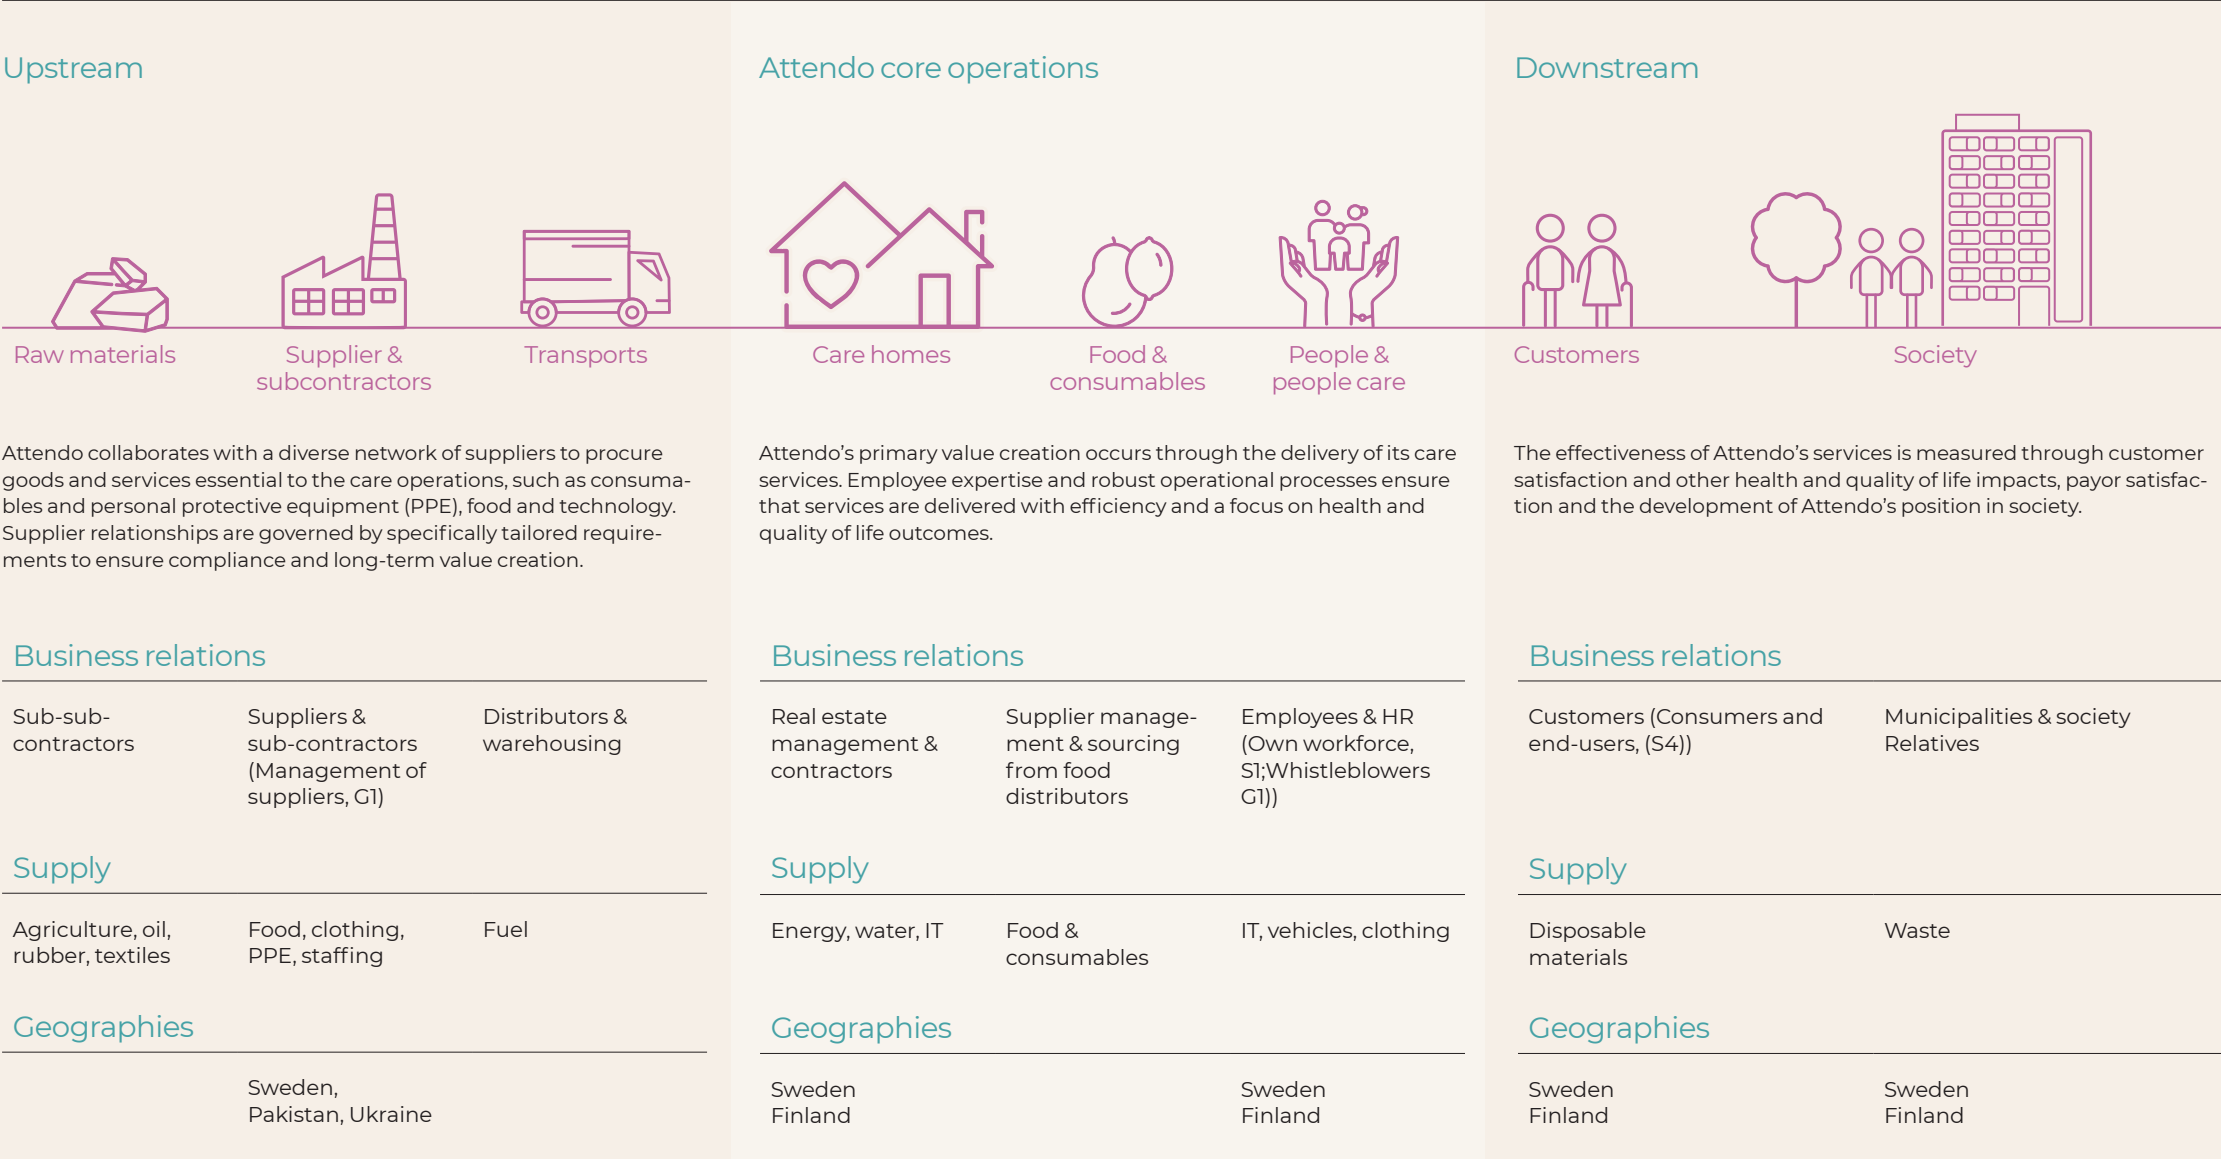 Upstream
Raw materials
Supplier &
subcontractors
Transports
Attendo collaborates with a diverse network of suppliers to procure
goods and services essential to the care operations, such as consuma-
bles and personal protective equipment (PPE), food and technology.
Supplier relationships are governed by specifically tailored require-
ments to ensure compliance and long-term value creation.
Business relations
Sub-sub-
contractors
Suppliers &
sub-contractors
(Management of
suppliers, G1)
Distributors &
warehousing
Supply
Agriculture, oil,
rubber, textiles
Food, clothing,
PPE, staffing
Fuel
Geographies
Sweden,
Pakistan, Ukraine
Attendo core operations
Care homes
Food &
consumables
People &
people care
Attendo’s primary value creation occurs through the delivery of its care
services. Employee expertise and robust operational processes ensure
that services are delivered with efficiency and a focus on health and
quality of life outcomes.
Business relations
Real estate
management &
contractors
Supplier manage-
ment & sourcing
from food
distributors
Employees & HR
(Own workforce,
S1;Whistleblowers
G1))
Supply
Energy, water, IT
Food &
consumables
IT, vehicles, clothing
Geographies
Sweden
Finland
Sweden
Finland
Downstream
Customers
Society
The effectiveness of Attendo’s services is measured through customer
satisfaction and other health and quality of life impacts, payor satisfac-
tion and the development of Attendo’s position in society.
Business relations
Customers (Consumers and
end-users, (S4))
Municipalities & society
Relatives
Supply
Disposable
materials
Waste
Geographies
Sweden
Finland
Sweden
Finland